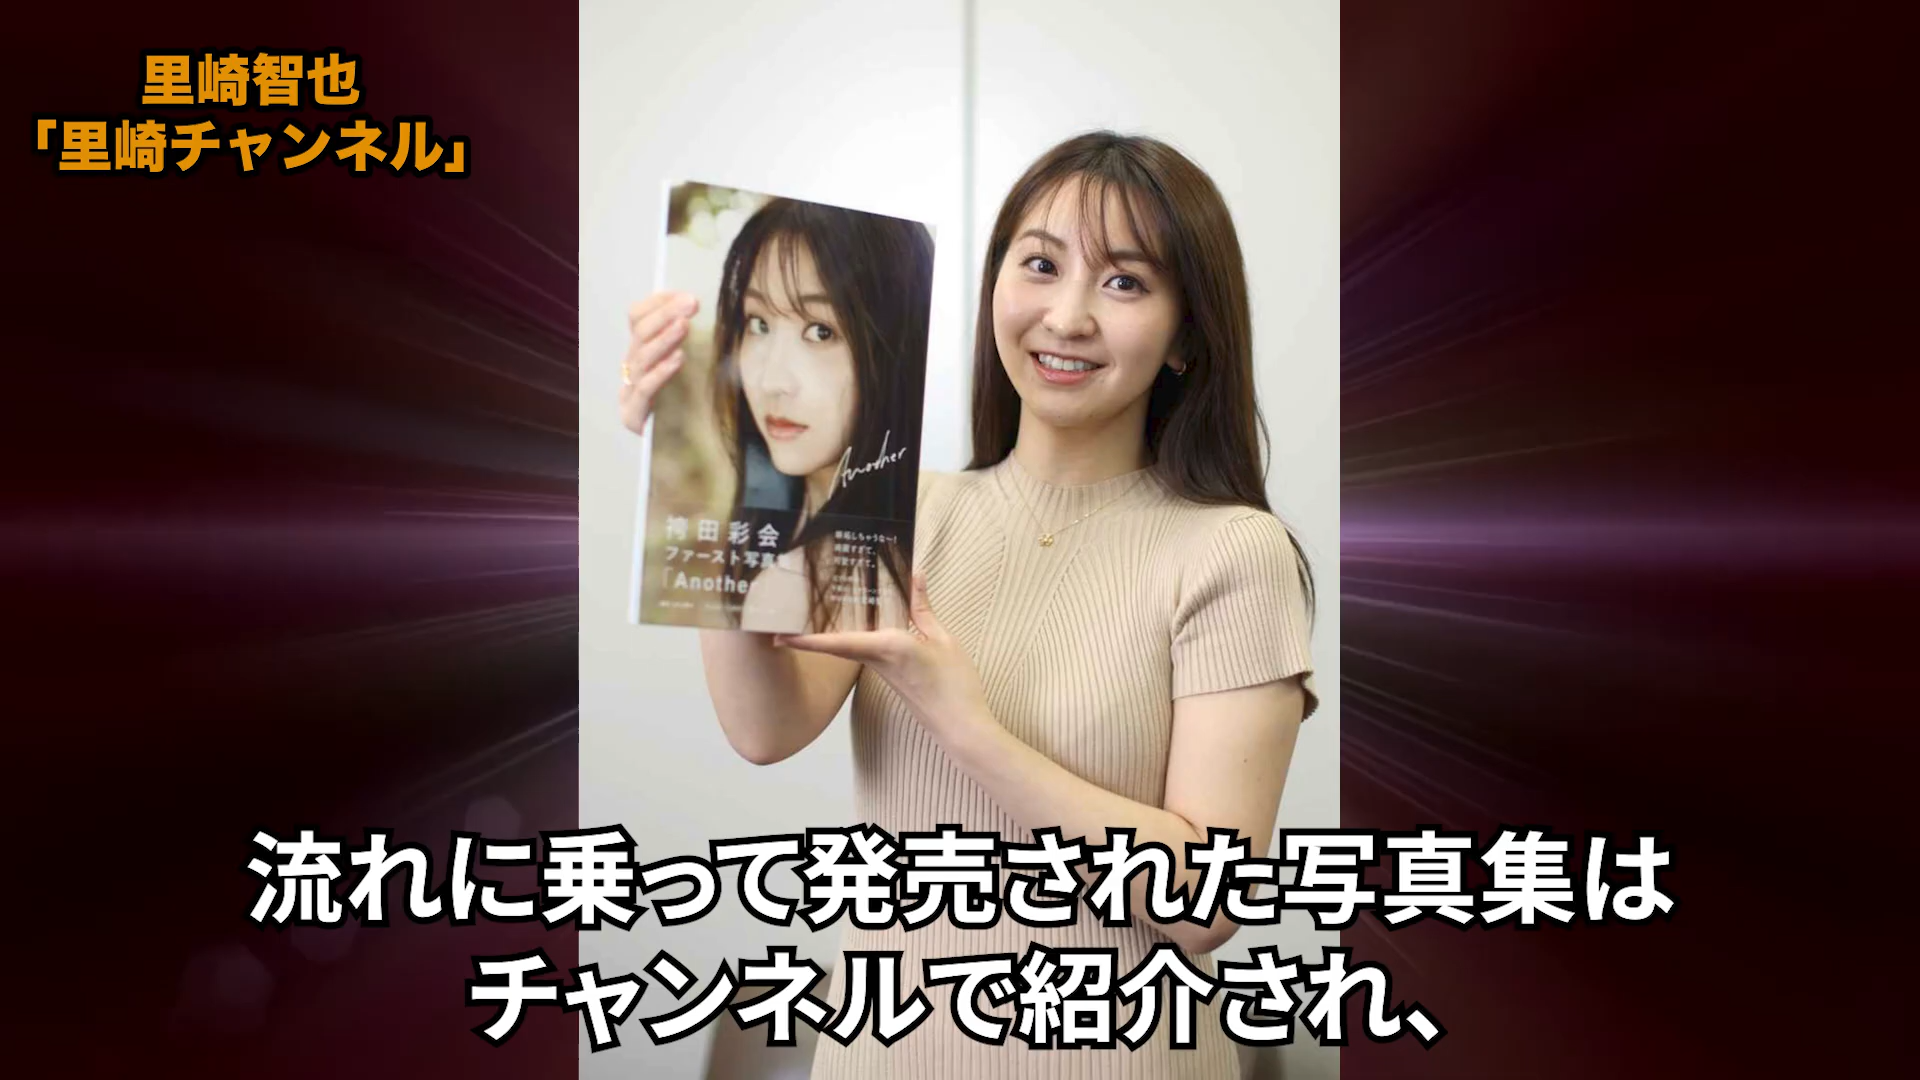 里崎智也
「里崎チャンネル」
Another
袴田彩会
ファースト写真集
「Another」
流れに乗って発売された写真集は
チャンネルで紹介され、